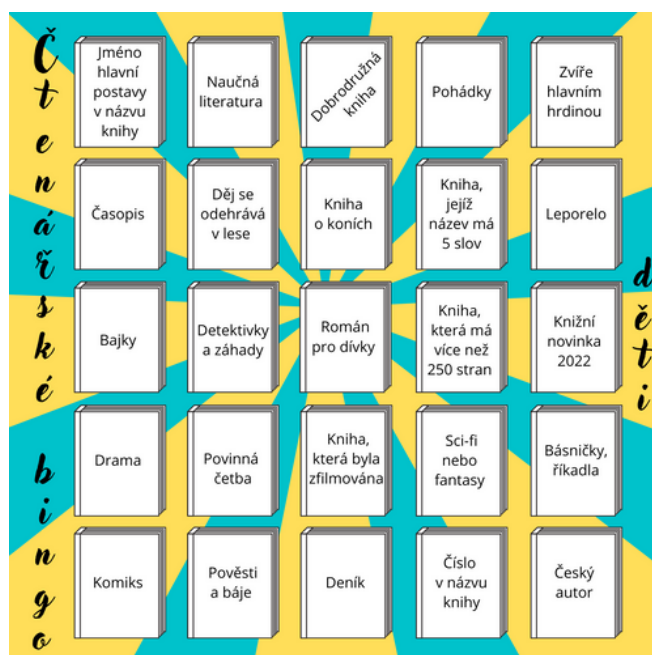 Čtenářské bingo
Jméno
hlavní
postavy
v názvu
knihy
Naučná
literatura
Dobrodružná
kniha
Pohádky
Zvíře
hlavním
hrdinou
Časopis
Děj se
odehrává
v lese
Kniha
o koních
Kniha,
jejíž
název má
5 slov
Leporelo
Bajky
Detektivky
a záhady
Román
pro dívky
Kniha,
která má
více než
250 stran
Knižní
novinka
2022
Drama
Povinná
četba
Kniha,
která byla
zfilmována
Sci-fi
nebo
fantasy
Básničky,
říkadla
Komiks
Pověsti
a báje
Deník
Číslo
v názvu
knihy
Český
autor
děti